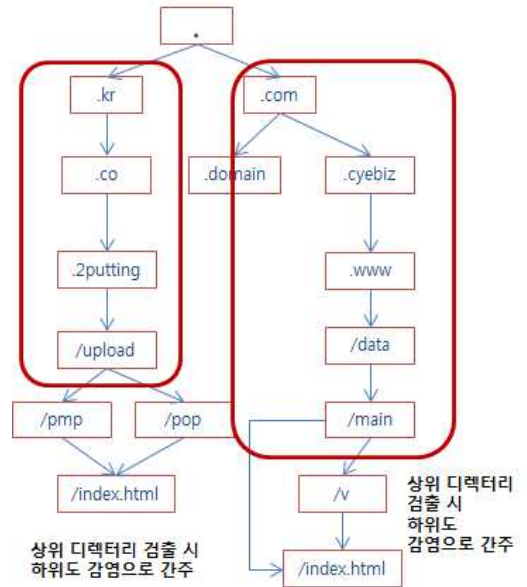 .
.kr
.com
.co
.domain
.cyebiz
.2putting
.www
/upload
/data
/pmp
/pop
/main
/index.html
/v
상위 디렉터리
검출 시
하위도
감염으로 간주
상위 디렉터리 검출 시
하위도 감염으로 간주
/index.html